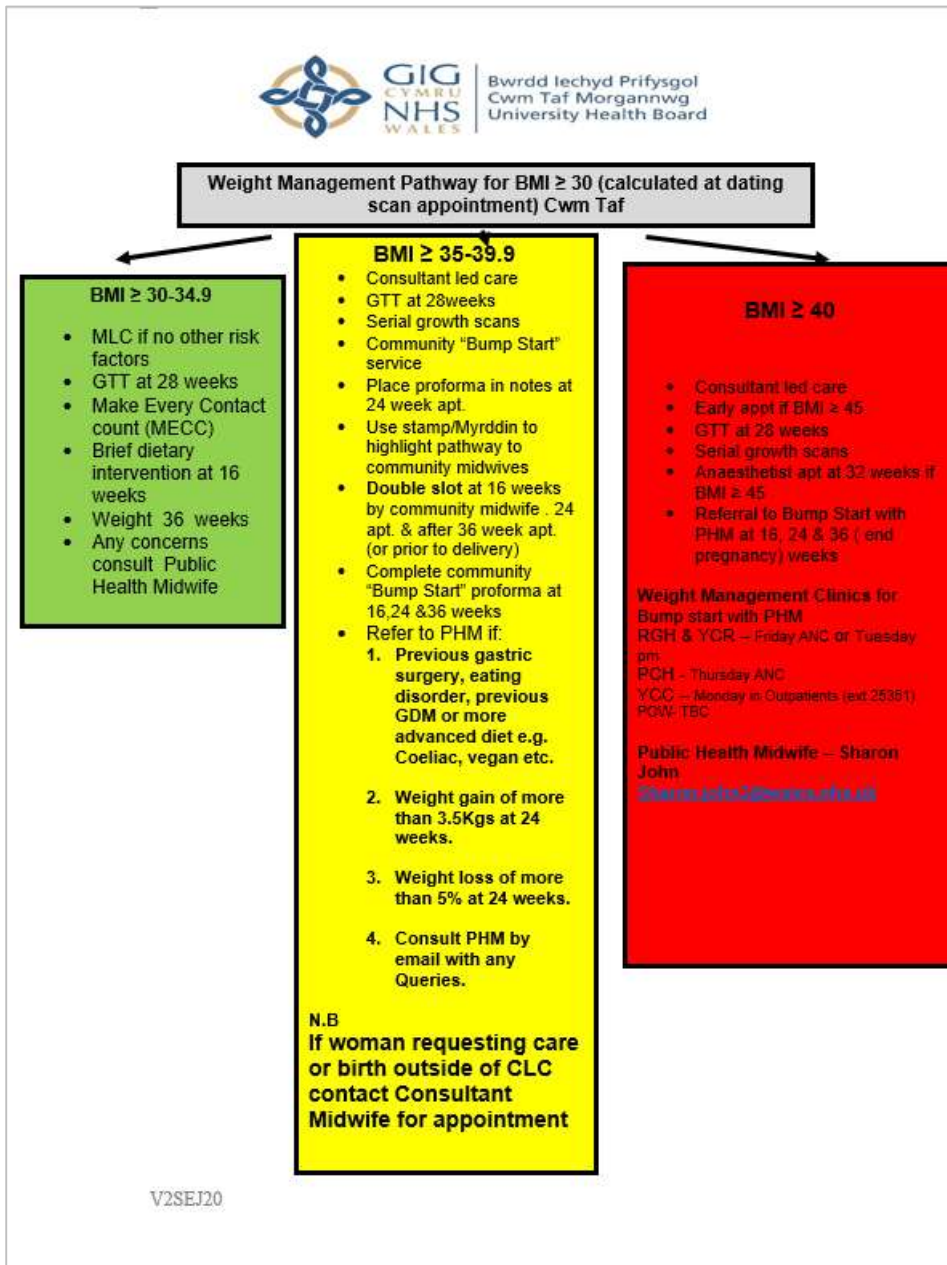 GIG
CYMRU
NHS
WALES
Bwrdd Iechyd Prifysgol
Cwm Taf Morgannwg
University Health Board
Weight Management Pathway for BMI ≥ 30 (calculated at dating
scan appointment) Cwm Taf
BMI ≥ 30-34.9
• MLC if no other risk
factors
• GTT at 28 weeks
• Make Every Contact
count (MECC)
• Brief dietary
intervention at 16
weeks
• Weight 36 weeks
• Any concerns
consult Public
Health Midwife
BMI ≥ 35-39.9
• Consultant led care
• GTT at 28weeks
• Serial growth scans
• Community “Bump Start”
service
• Place proforma in notes at
24 week apt.
• Use stamp/Myrddin to
highlight pathway to
community midwives
• Double slot at 16 weeks
by community midwife . 24
apt. & after 36 week apt.
(or prior to delivery)
• Complete community
“Bump Start” proforma at
16,24 &36 weeks
• Refer to PHM if:
1. Previous gastric
surgery, eating
disorder, previous
GDM or more
advanced diet e.g.
Coeliac, vegan etc.
2. Weight gain of more
than 3.5Kgs at 24
weeks.
3. Weight loss of more
than 5% at 24 weeks.
4. Consult PHM by
email with any
Queries.
N.B
If woman requesting care
or birth outside of CLC
contact Consultant
Midwife for appointment
BMI ≥ 40
• Consultant led care
• Early apot if BMI ≥ 45
• GTT at 28 weeks
• Serial growth scans
• Anaesthetist apt at 32 weeks if
BMI ≥ 45
• Referral to Bump Start with
PHM at 16, 24 & 36 ( end
pregnancy) weeks
Weight Management Clinics for
Bump start with PHM
RGH & YCR – Friday ANC or Tuesday
pm
PCH - Thursday ANC
YCC – Monday in Outpatients (ext 25351)
POW- TBC
Public Health Midwife – Sharon
John
V2SEJ20